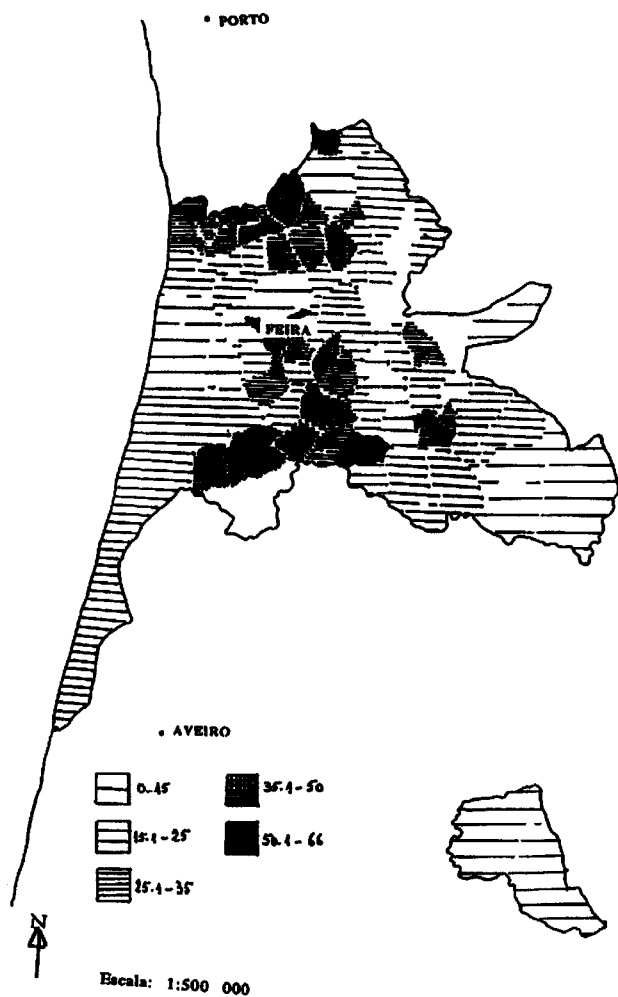 • PORTO
FEIRA
• AVEIRO
0-15
35.1-50
15.1-25
50.1-66
25.1-35
N
Escala: 1:500 000